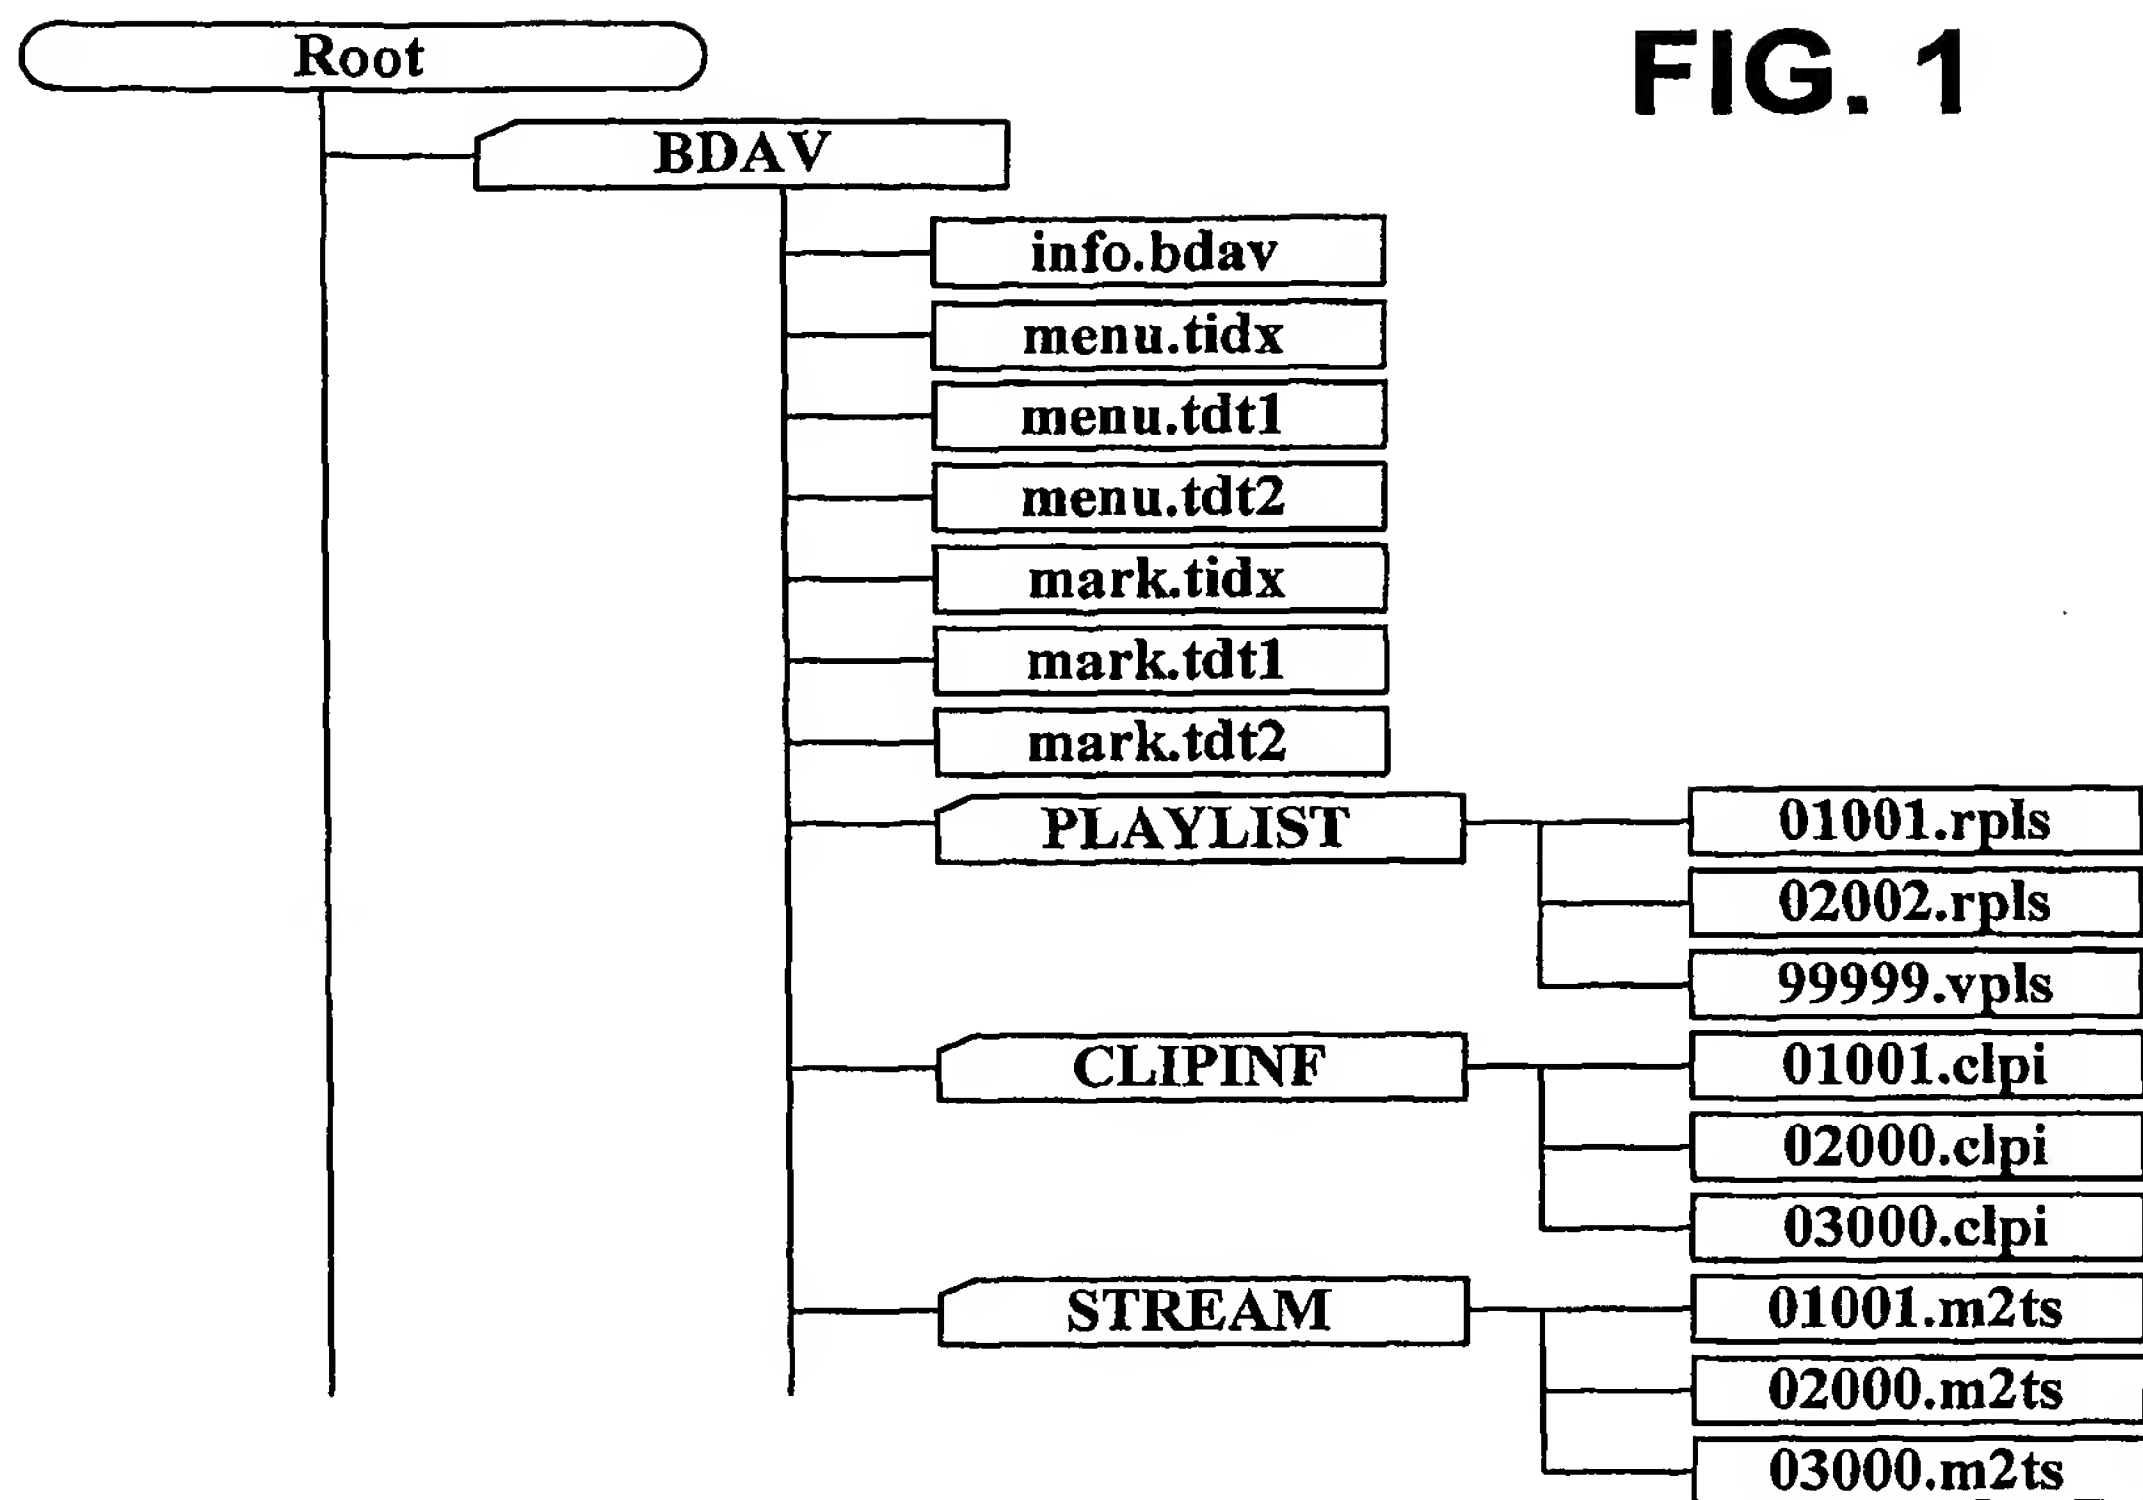 Root
FIG. 1
BDAV
info.bdav
menu.tidx
menu.tdt1
menu.tdt2
mark.tidx
mark.tdt1
mark.tdt2
PLAYLIST
01001.rpls
02002.rpls
99999.vpls
CLIPINF
01001.clpi
02000.clpi
03000.clpi
STREAM
01001.m2ts
02000.m2ts
03000.m2ts